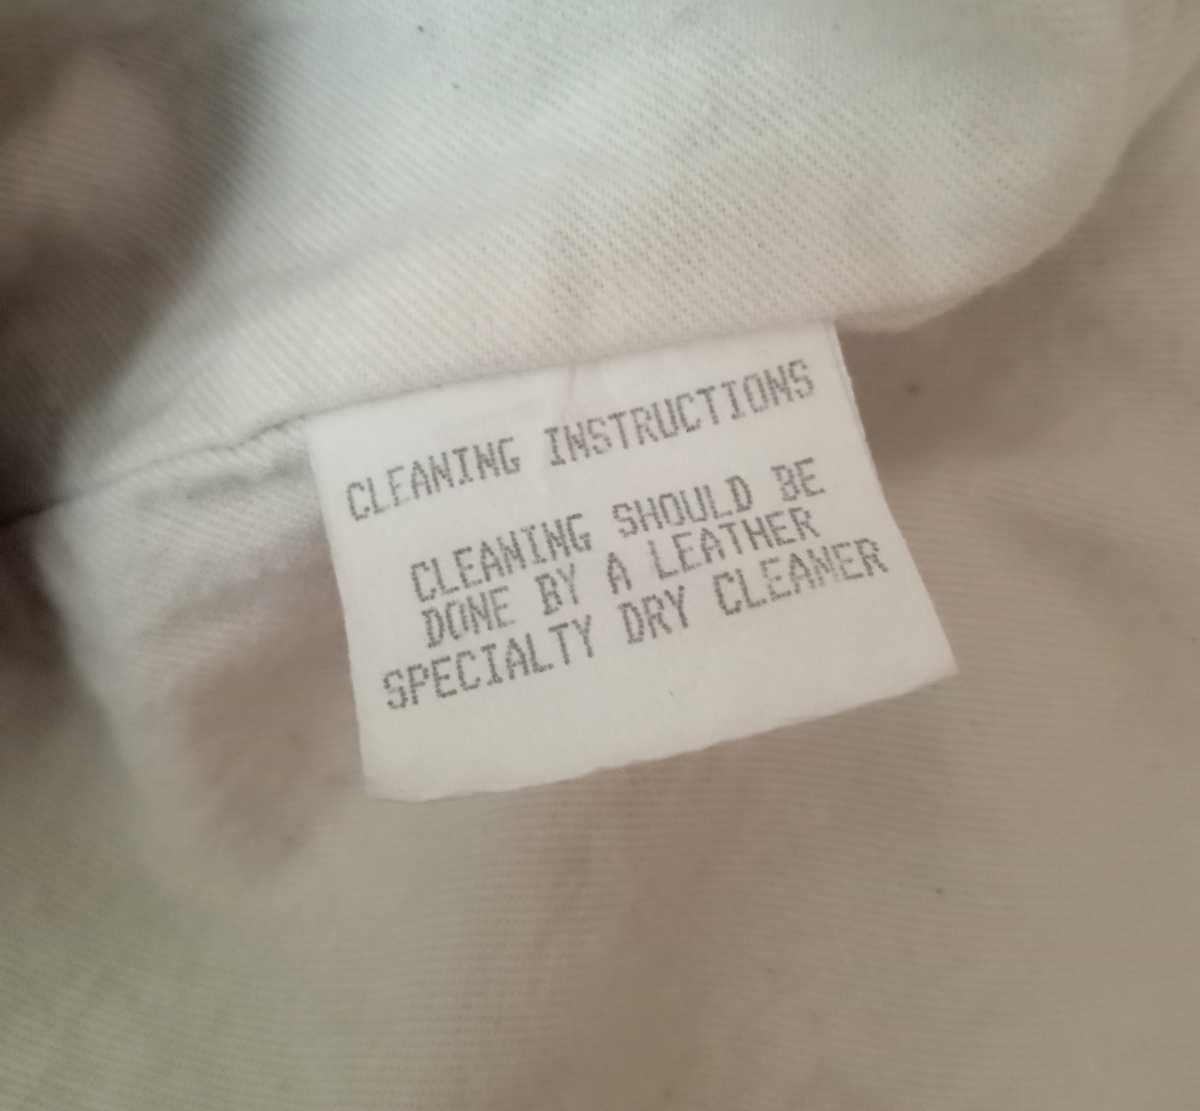 CLEANING INSTRUCTIONS
CLEANING SHOULD BE
DONE BY A LEATHER
SPECIALTY DRY CLEANER